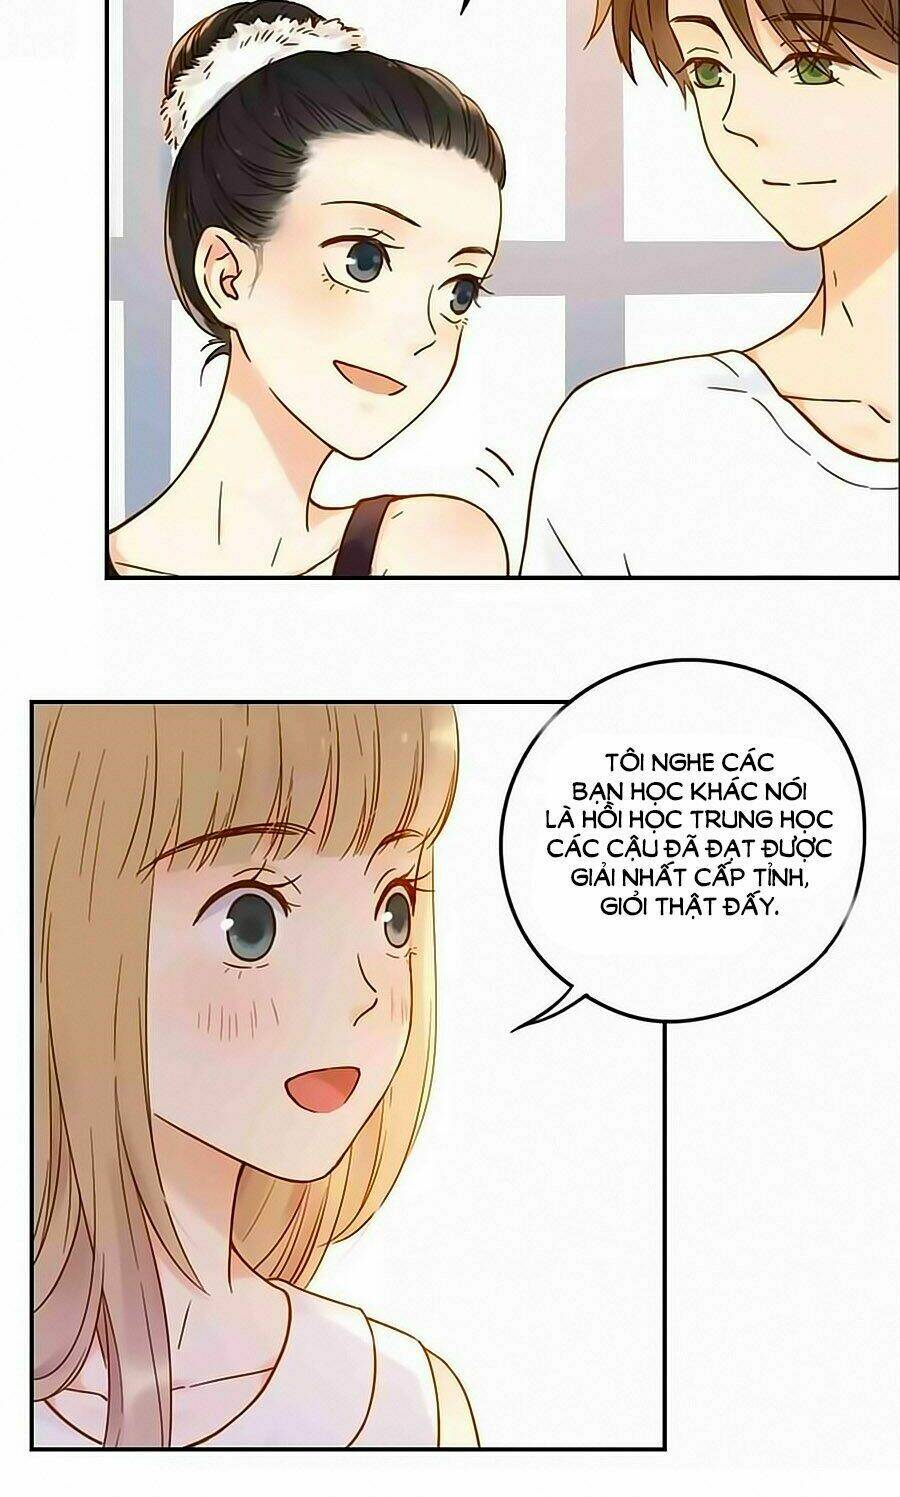 TÔI NGHE CÁC
BẠN HỌC KHÁC NÓI
LÀ HỒI HỌC TRUNG HỌC
CÁC CẬU ĐÃ ĐẠT ĐƯỢC
GIẢI NHẤT CẤP TỈNH,
GIỎI THẬT ĐẤY.